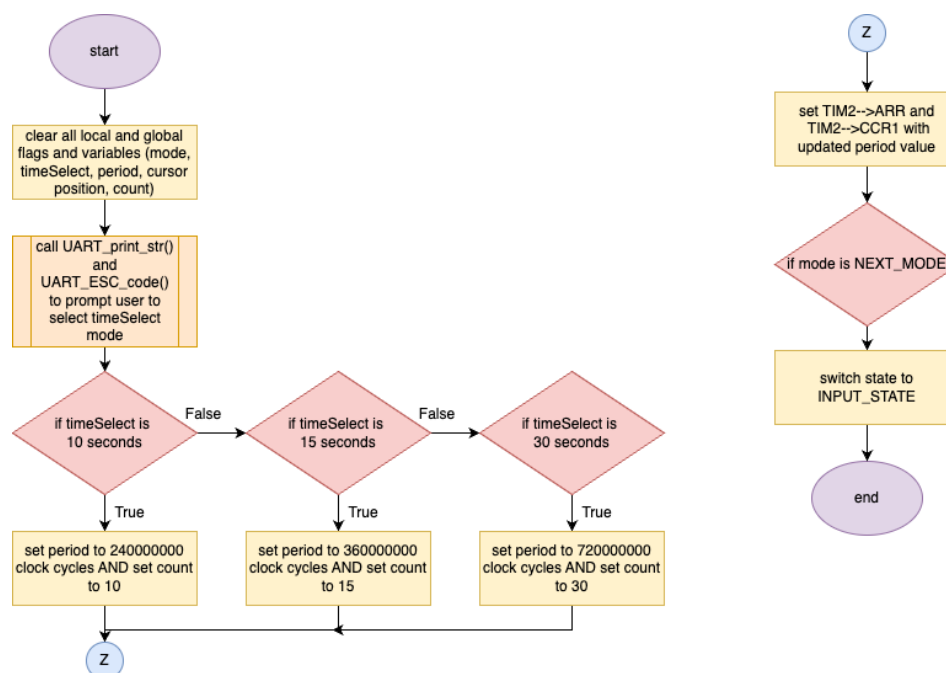 start
clear all local and global
flags and variables (mode,
timeSelect, period, cursor
position, count)
call UART_print_str()
and
UART_ESC_code()
to prompt user to
select timeSelect
mode
if timeSelect is
10 seconds
False
if timeSelect is
15 seconds
False
if timeSelect is
30 seconds
True
True
True
set period to 240000000
clock cycles AND set count
to 10
set period to 360000000
clock cycles AND set count
to 15
set period to 720000000
clock cycles AND set count
to 30
Z
Z
set TIM2-->ARR and
TIM2-->CCR1 with
updated period value
if mode is NEXT_MODE
switch state to
INPUT_STATE
end